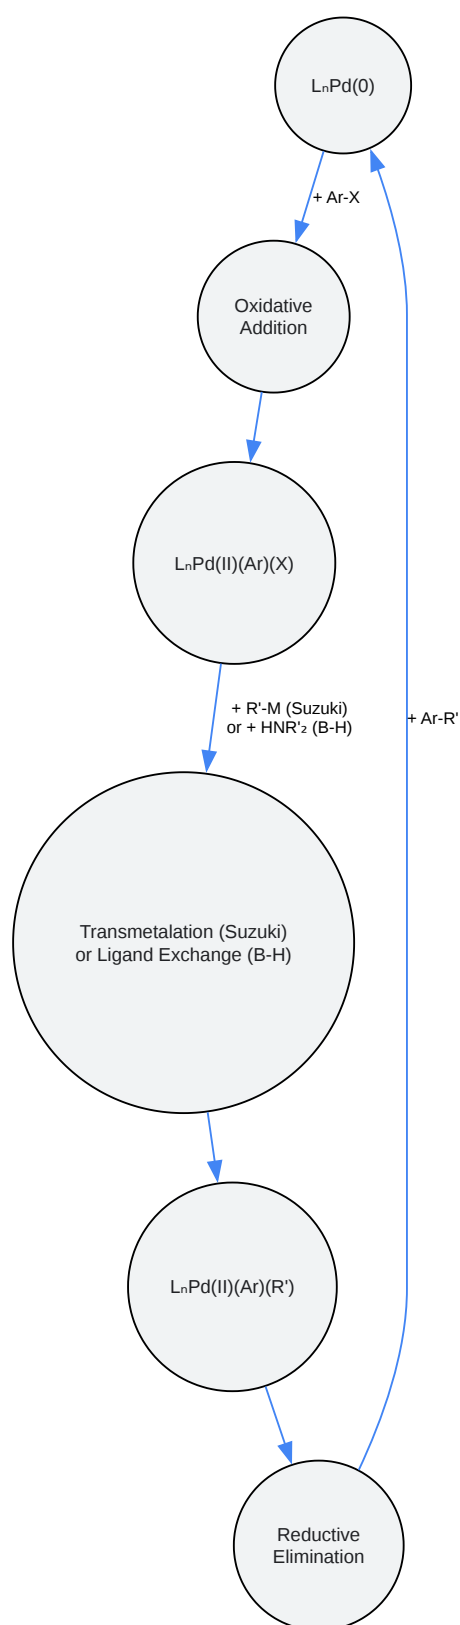 LₙPd(0)
+ Ar-X
Oxidative
Addition
LₙPd(II)(Ar)(X)
+ R'-M (Suzuki)
or + HNR'₂ (B-H)
+ Ar-R'
Transmetalation (Suzuki)
or Ligand Exchange (B-H)
LₙPd(II)(Ar)(R')
Reductive
Elimination